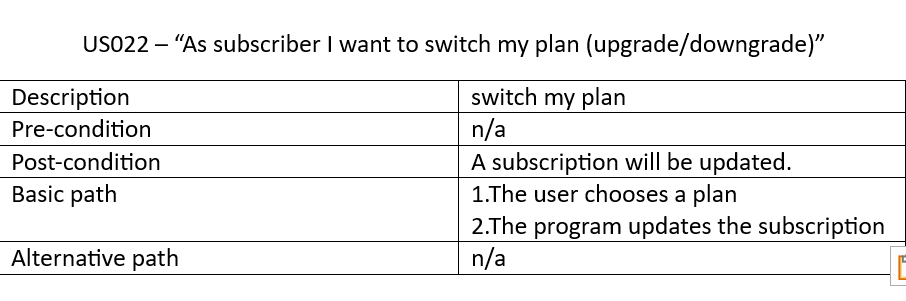 US022 – “As subscriber I want to switch my plan (upgrade/downgrade)”
Description switch my plan
Pre-condition n/a
Post-condition A subscription will be updated.
Basic path 1.The user chooses a plan
2.The program updates the subscription
Alternative path n/a